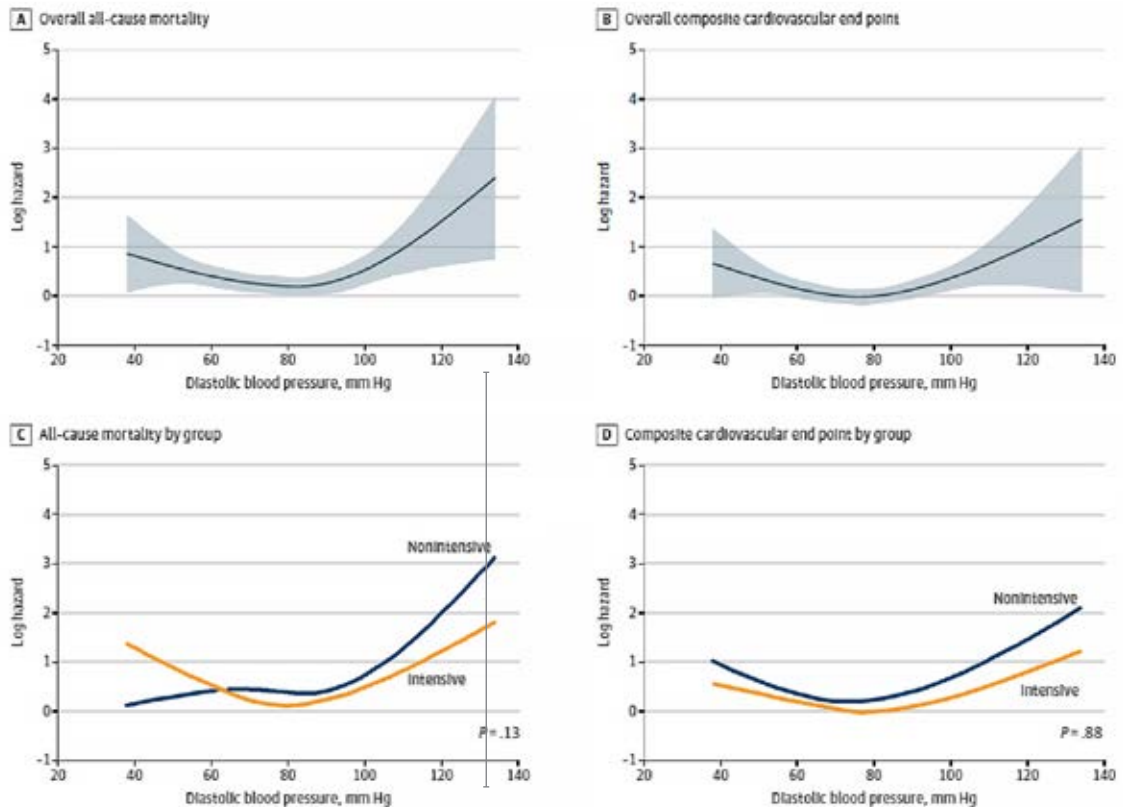 A Overall all-cause mortality
5
4
3
2
1
0
-1
Log hazard
20 40 60 80 100 120 140
Diastolic blood pressure, mm Hg
B Overall composite cardiovascular end point
5
4
3
2
1
0
-1
Log hazard
20 40 60 80 100 120 140
Diastolic blood pressure, mm Hg
C All-cause mortality by group
5
4
3
2
1
0
-1
Log hazard
Nonintensive
Intensive
P = .13
20 40 60 80 100 120 140
Diastolic blood pressure, mm Hg
D Composite cardiovascular end point by group
5
4
3
2
1
0
-1
Log hazard
Nonintensive
Intensive
P = .88
20 40 60 80 100 120 140
Diastolic blood pressure, mm Hg